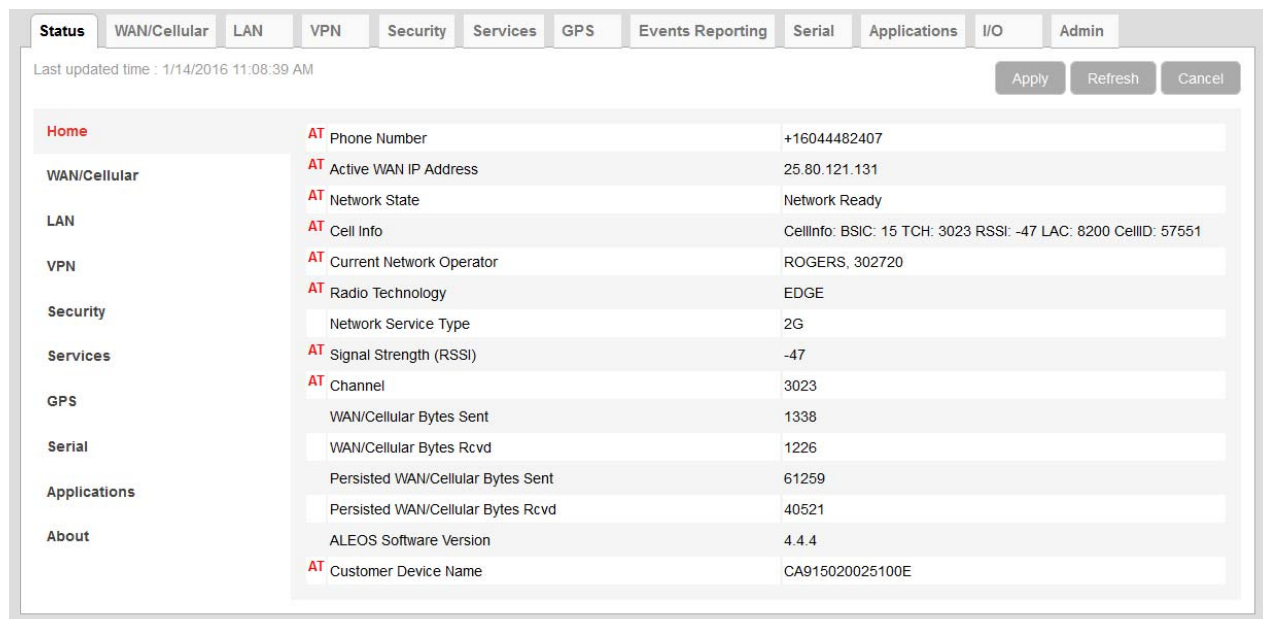 Status WAN/Cellular LAN VPN Security Services GPS Events Reporting Serial Applications I/O Admin
Last updated time : 1/14/2016 11:08:39 AM
Apply Refresh Cancel
Home
WAN/Cellular
LAN
VPN
Security
Services
GPS
Serial
Applications
About
AT Phone Number +16044482407
AT Active WAN IP Address 25.80.121.131
AT Network State Network Ready
AT Cell Info CellInfo: BSIC: 15 TCH: 3023 RSSI: -47 LAC: 8200 CellID: 57551
AT Current Network Operator ROGERS, 302720
AT Radio Technology EDGE
Network Service Type 2G
AT Signal Strength (RSSI) -47
AT Channel 3023
WAN/Cellular Bytes Sent 1338
WAN/Cellular Bytes Rcvd 1226
Persisted WAN/Cellular Bytes Sent 61259
Persisted WAN/Cellular Bytes Rcvd 40521
ALEOS Software Version 4.4.4
AT Customer Device Name CA915020025100E